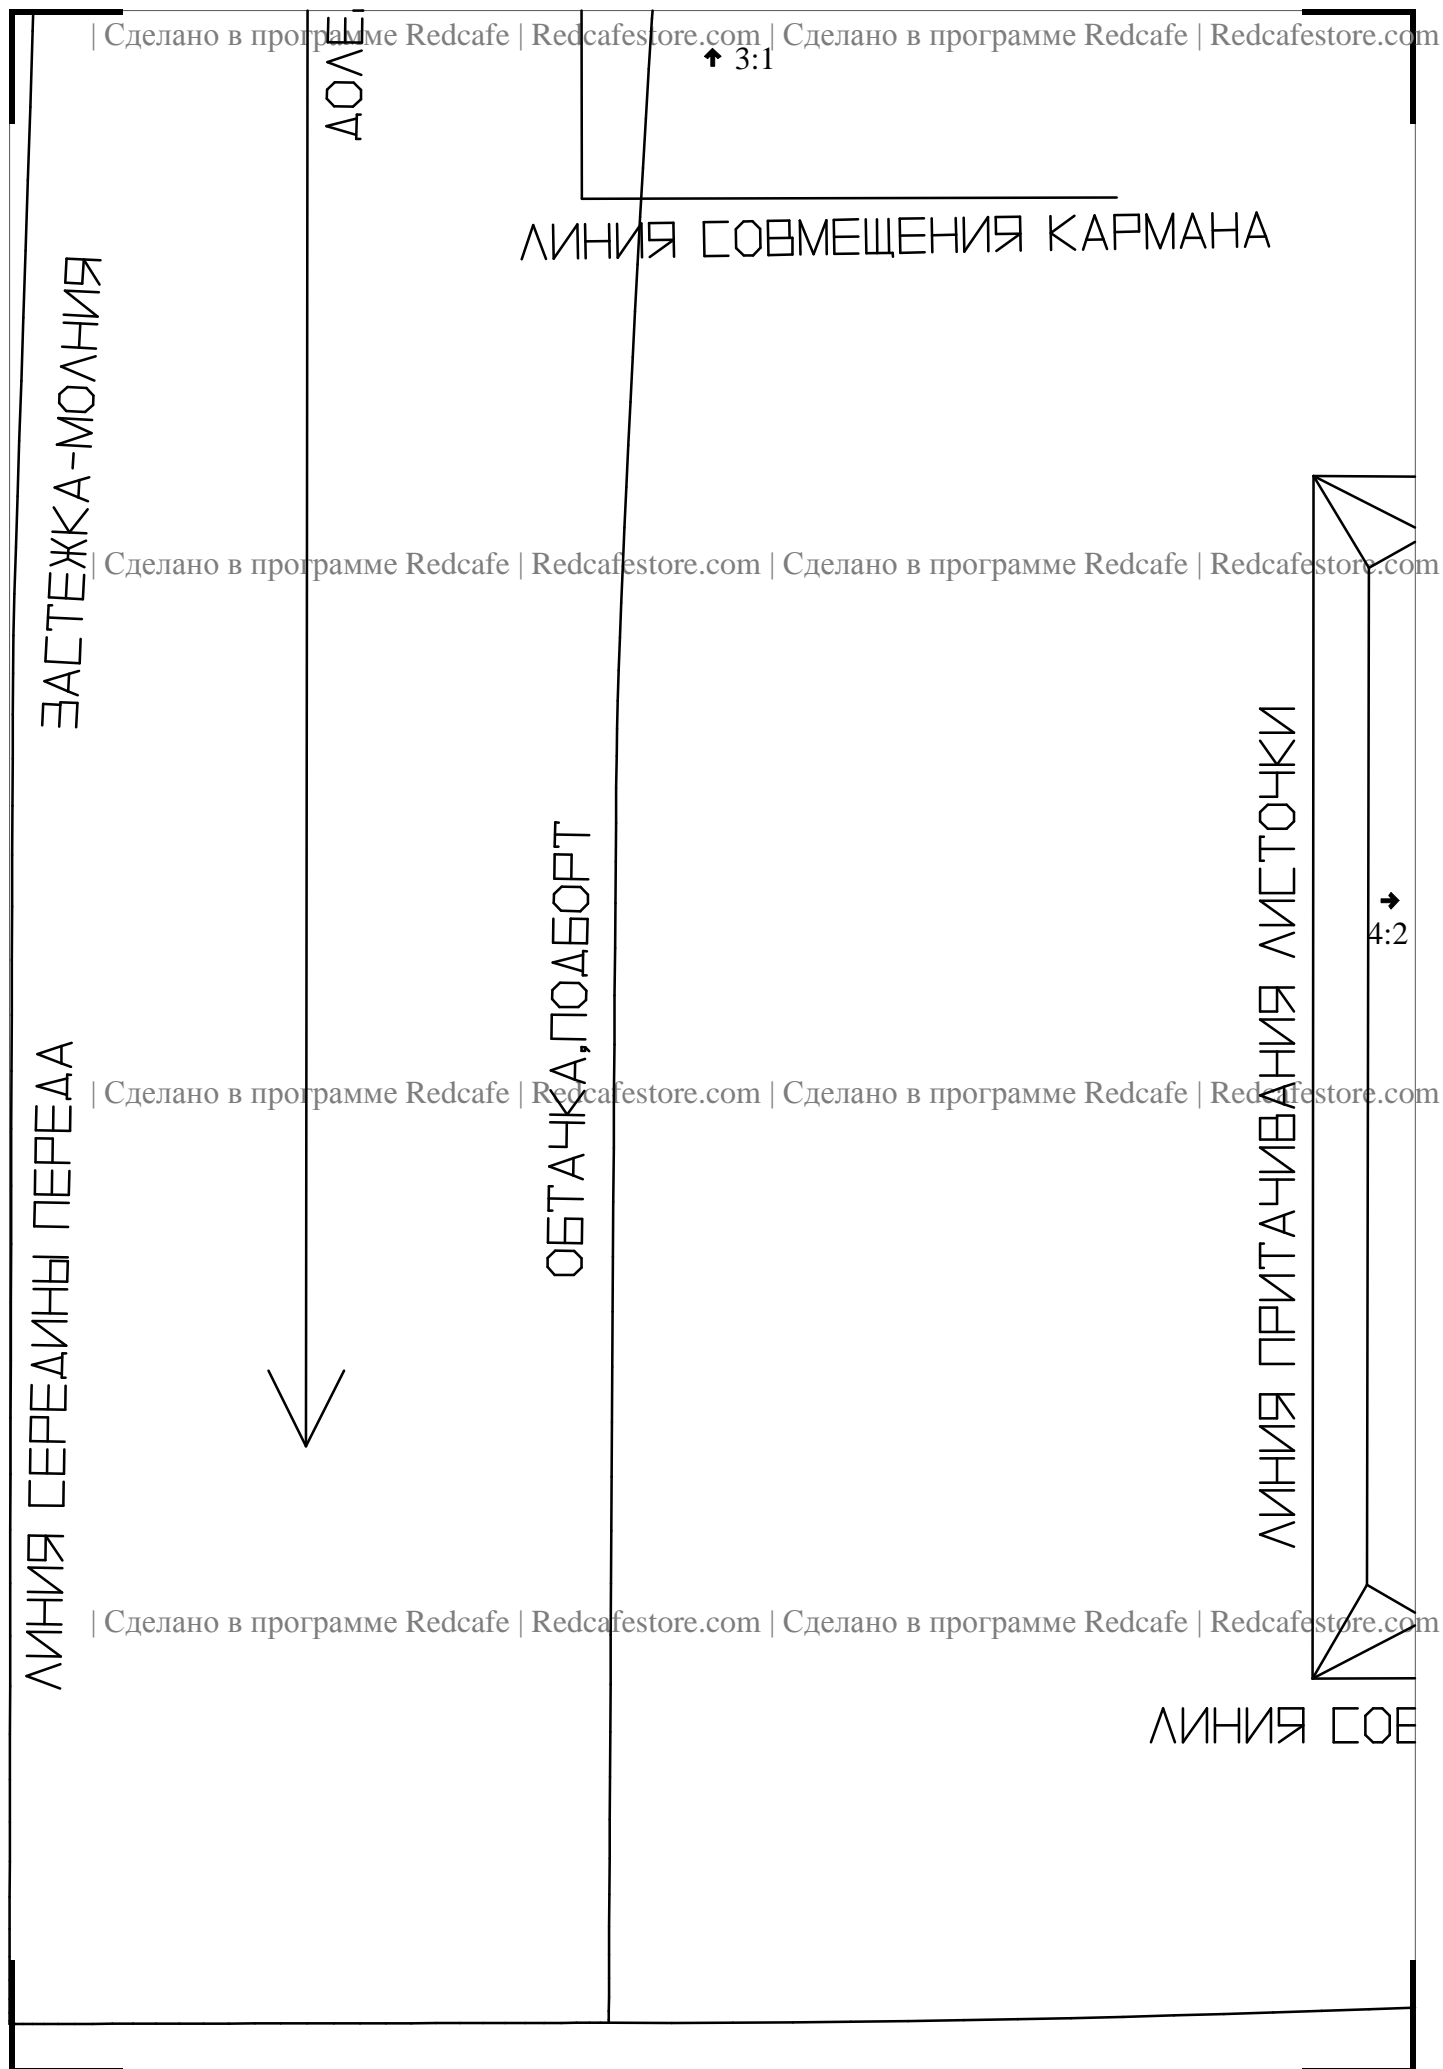 | Сделано в программе Redcafe | Redcafestore.com | Сделано в программе Redcafe | Redcafestore.com
3:1
ДОЛЕ
ЛИНИЯ СОВМЕЩЕНИЯ КАРМАНА
ЗАСТЕЖКА-МОЛНИЯ
| Сделано в программе Redcafe | Redcafestore.com | Сделано в программе Redcafe | Redcafestore.com
ЛИНИЯ ПРИТАЧИВАНИЯ ЛИСТОЧКИ
4:2
ОБТАЧКА,ПОДБОРТ
ЛИНИЯ СЕРЕДИНЫ ПЕРЕДА
| Сделано в программе Redcafe | Redcafestore.com | Сделано в программе Redcafe | Redcafestore.com
| Сделано в программе Redcafe | Redcafestore.com | Сделано в программе Redcafe | Redcafestore.com
ЛИНИЯ СОВ